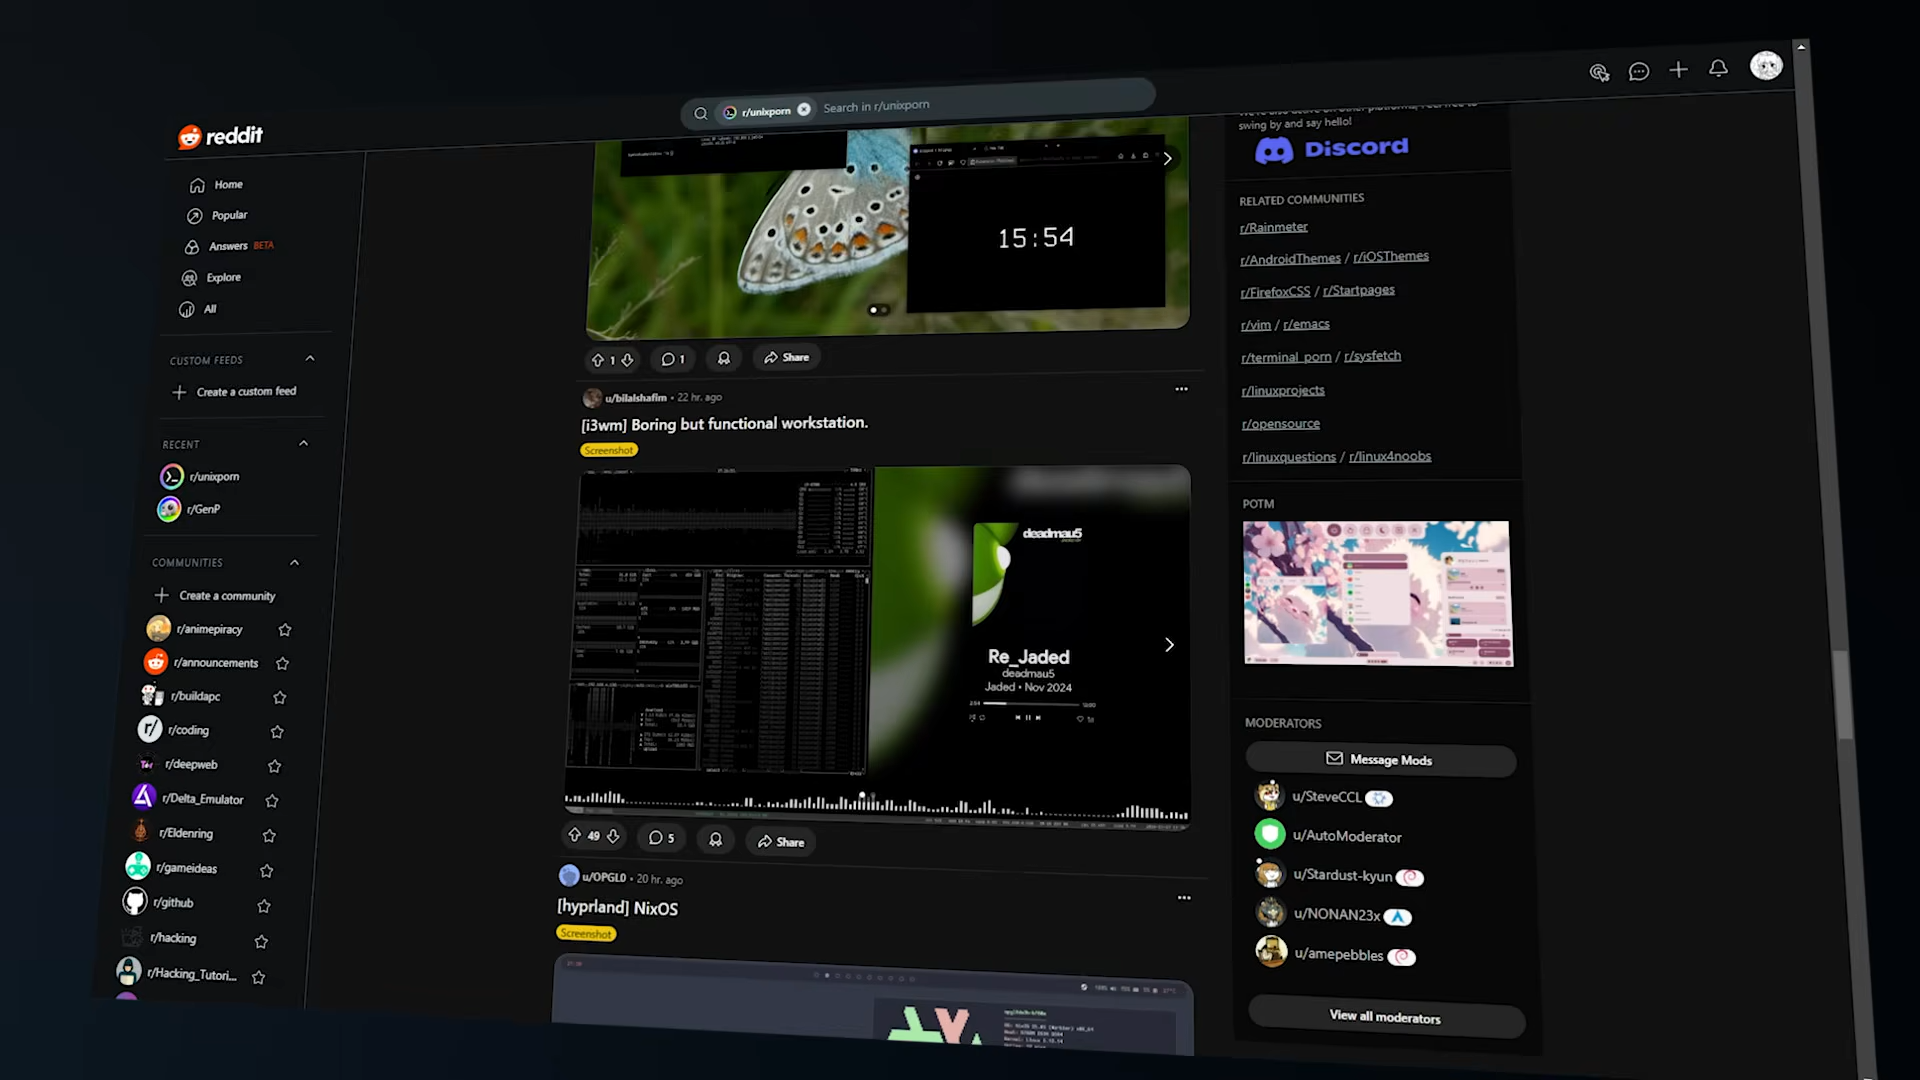 r/unixporn
Search in r/unixporn
reddit
Home
Popular
Answers BETA
Explore
All
CUSTOM FEEDS
Create a custom feed
RECENT
r/unixporn
r/GenP
COMMUNITIES
Create a community
r/animepiracy
r/announcements
r/buildapc
r/coding
r/deepweb
r/Delta_Emulator
r/Eldenring
r/gameideas
r/github
r/hacking
r/Hacking_Tutori...
15:54
1
1
Share
u/bilalshafim • 22 hr. ago
[i3wm] Boring but functional workstation.
Screenshot
deadmau5
Re_Jaded
deadmau5
Jaded • Nov 2024
49
5
Share
u/OPGL0 • 20 hr. ago
[hyprland] NixOS
Screenshot
swing by and say hello!
Discord
RELATED COMMUNITIES
r/Rainmeter
r/AndroidThemes / r/iOSThemes
r/FirefoxCSS / r/Startpages
r/vim / r/emacs
r/terminal_porn / r/sysfetch
r/linuxprojects
r/opensource
r/linuxquestions / r/linux4noobs
POTM
MODERATORS
Message Mods
u/SteveCCL
u/AutoModerator
u/Stardust-kyun
u/NONAN23x
u/amepebbles
View all moderators